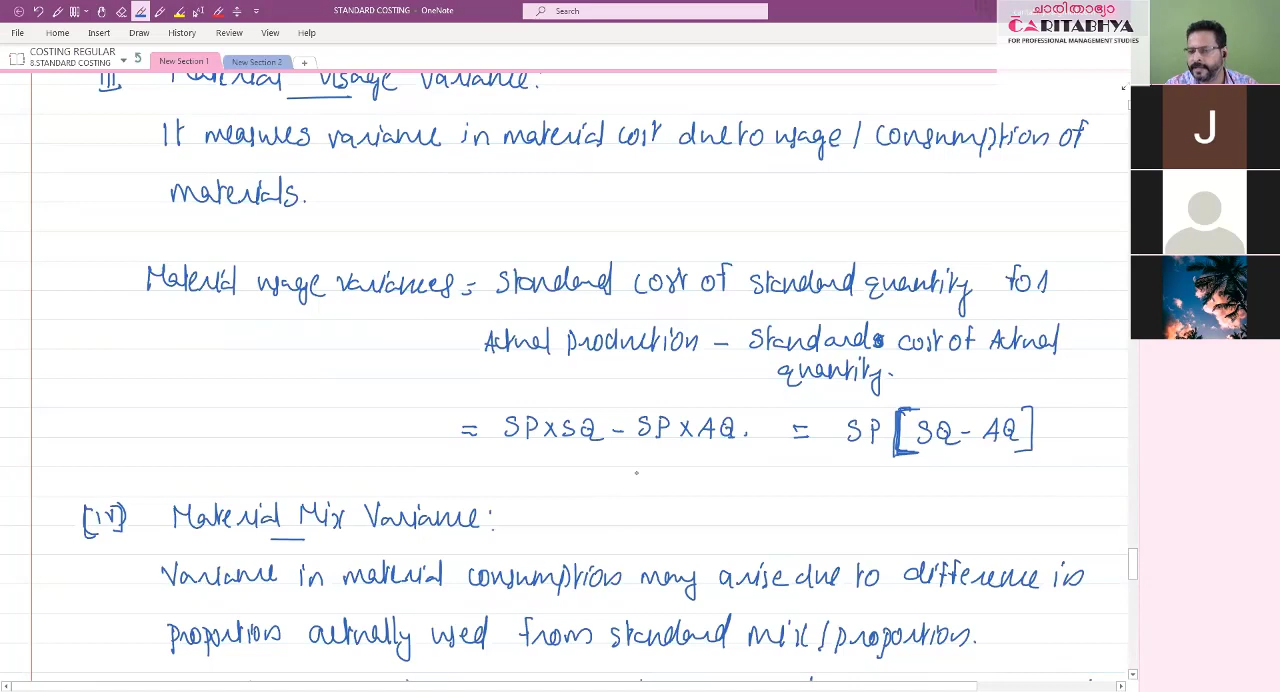 STANDARD COSTING - OneNote
Search
ചാരിതാഭ്യാ
CARITABHYA
FOR PROFESSIONAL MANAGEMENT STUDIES
File Home Insert Draw History Review View Help
COSTING REGULAR
8.STANDARD COSTING
5
New Section 1
New Section 2
+
III Material Usage Variance:
It measures variance in material cost due to usage / consumption of
materials.
Material usage variances = Standard cost of standard quantity for
Actual production – Standard cost of Actual
quantity.
= SP X SQ – SP X AQ. = SP [SQ – AQ]
[iv] Material Mix Variance:
Variance in material consumption may arise due to difference in
proportion actually used from standard mix/proportion.
J